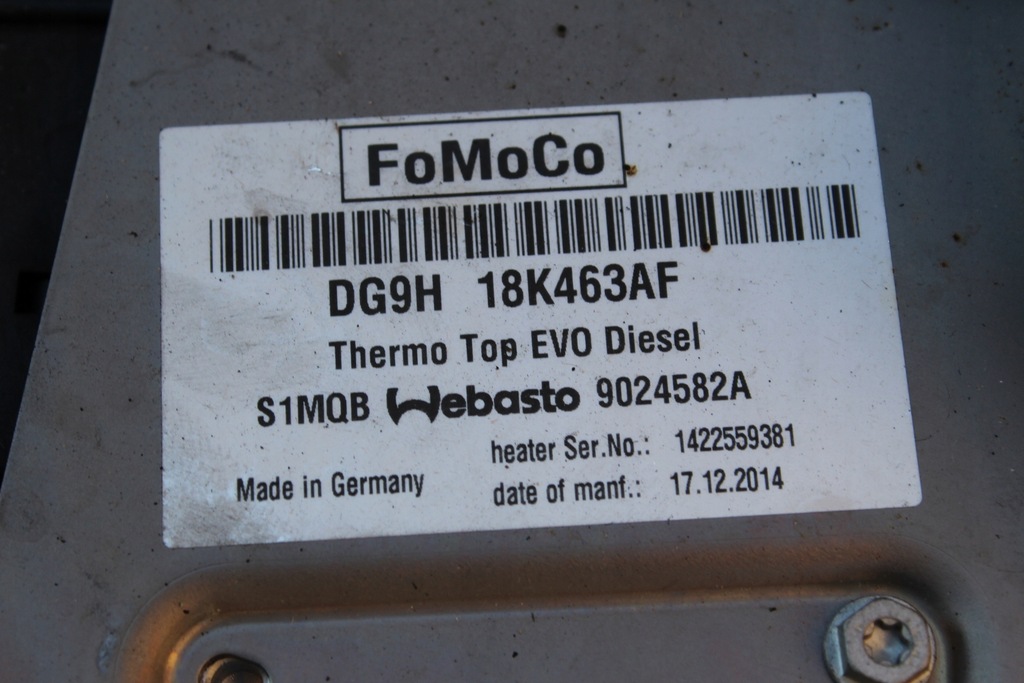 FoMoCo
DG9H 18K463AF
Thermo Top EVO Diesel
S1MQB Webasto 9024582A
heater Ser.No.: 1422559381
Made in Germany date of manf.: 17.12.2014